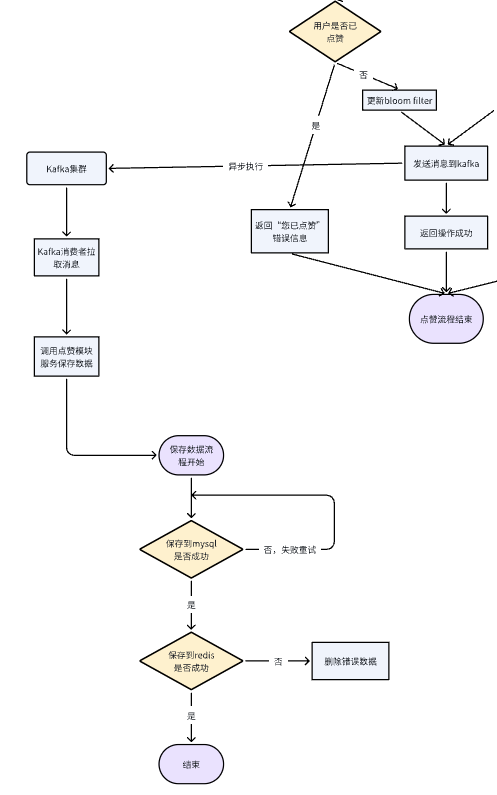 用户是否已
点赞
否
更新bloom filter
是
发送消息到kafka
异步执行
Kafka集群
返回“您已点赞”
错误信息
返回操作成功
Kafka消费者拉
取消息
点赞流程结束
调用点赞模块
服务保存数据
保存数据流
程开始
保存到mysql
是否成功
否，失败重试
是
保存到redis
是否成功
否
删除错误数据
是
结束